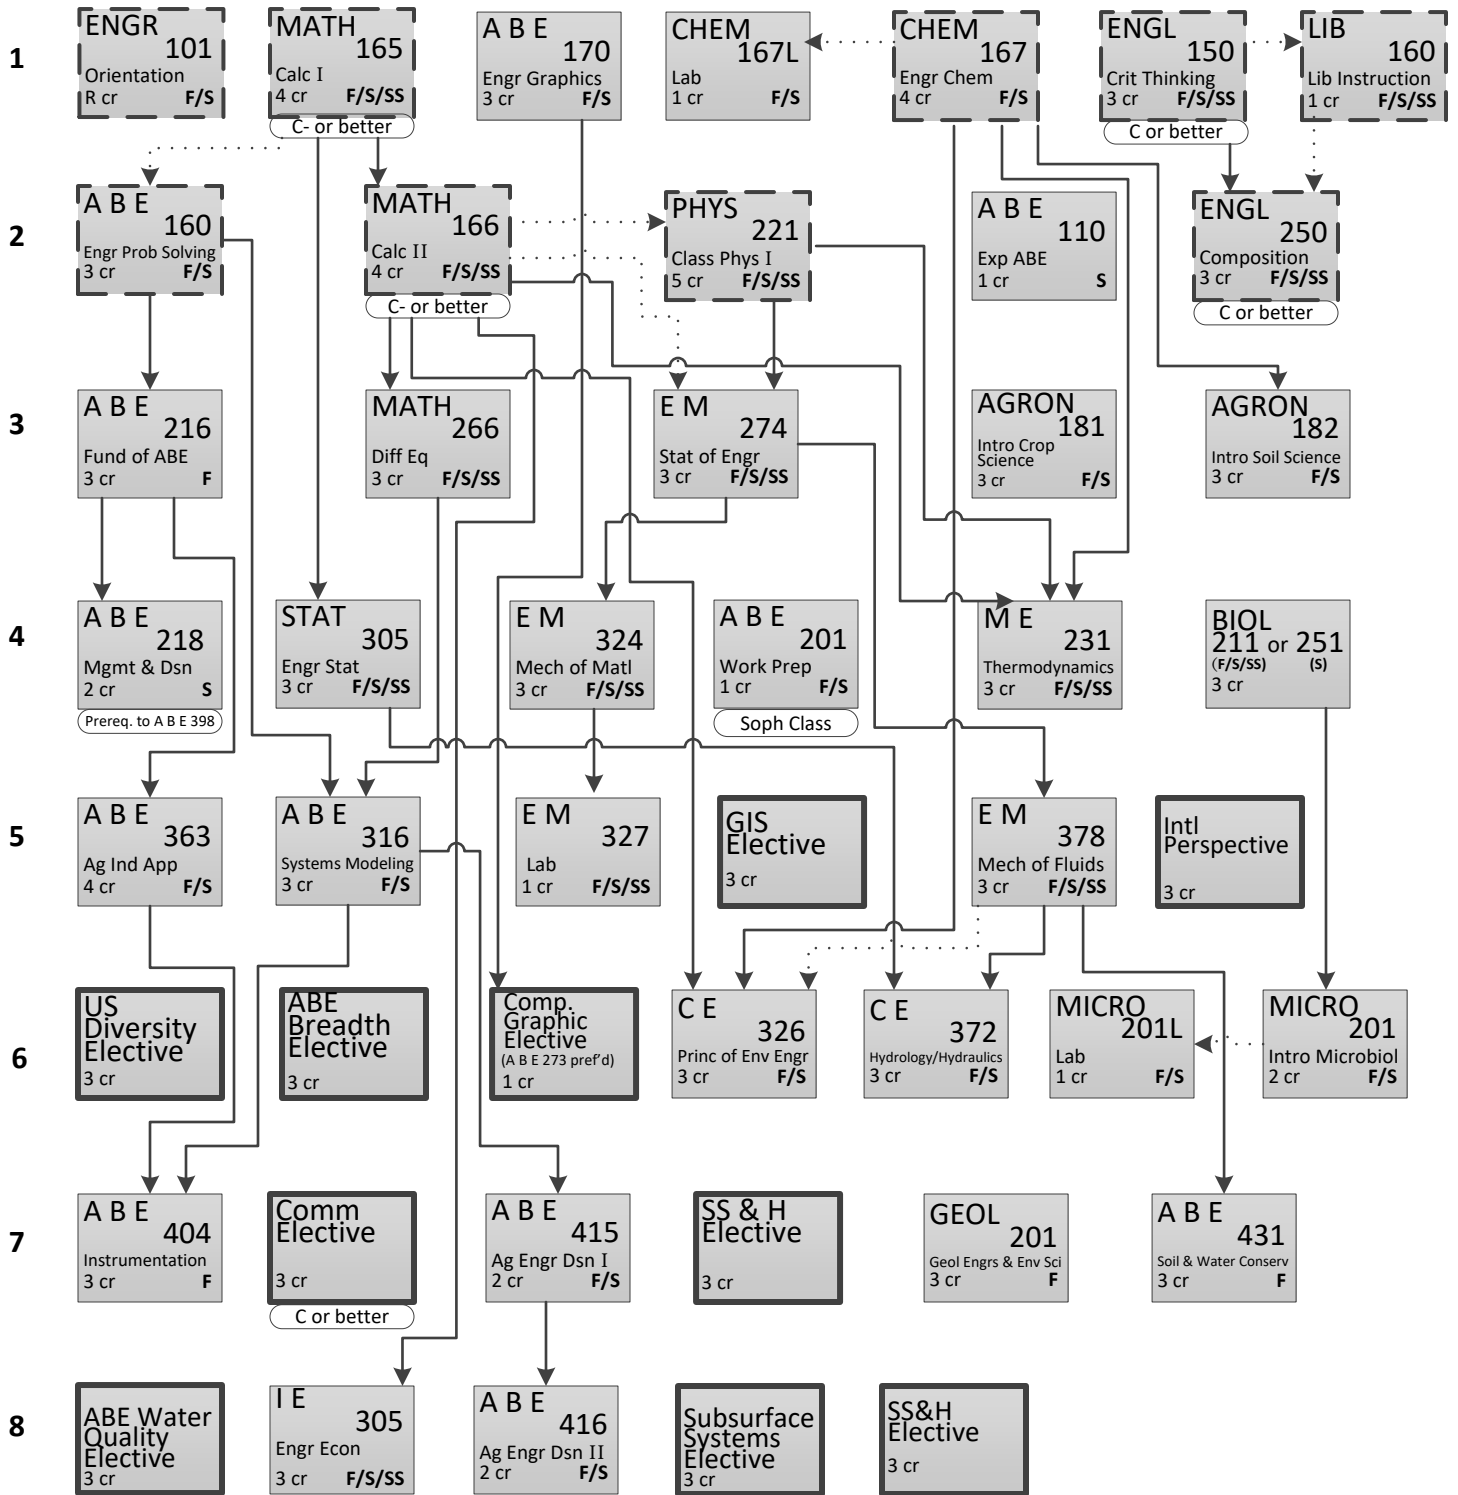 1
ENGR
101
Orientation
R cr F/S
MATH
165
Calc I
4 cr F/S/SS
C- or better
A B E
170
Engr Graphics
3 cr F/S
CHEM
167L
Lab
1 cr F/S
CHEM
167
Engr Chem
4 cr F/S
ENGL
150
Crit Thinking
3 cr F/S/SS
C or better
LIB
160
Lib Instruction
1 cr F/S/SS
2
A B E
160
Engr Prob Solving
3 cr F/S
MATH
166
Calc II
4 cr F/S/SS
C- or better
PHYS
221
Class Phys I
5 cr F/S/SS
A B E
110
Exp ABE
1 cr S
ENGL
250
Composition
3 cr F/S/SS
C or better
3
A B E
216
Fund of ABE
3 cr F
MATH
266
Diff Eq
3 cr F/S/SS
E M
274
Stat of Engr
3 cr F/S/SS
AGRON
181
Intro Crop
Science
3 cr F/S
AGRON
182
Intro Soil Science
3 cr F/S
4
A B E
218
Mgmt & Dsn
2 cr S
Prereq. to A B E 398
STAT
305
Engr Stat
3 cr F/S/SS
E M
324
Mech of Matl
3 cr F/S/SS
A B E
201
Work Prep
1 cr F/S
Soph Class
M E
231
Thermodynamics
3 cr F/S/SS
BIOL
211 or 251
(F/S/SS) (S)
3 cr
5
A B E
363
Ag Ind App
4 cr F/S
A B E
316
Systems Modeling
3 cr F/S
E M
327
Lab
1 cr F/S/SS
GIS
Elective
3 cr
E M
378
Mech of Fluids
3 cr F/S/SS
Intl
Perspective
3 cr
6
US
Diversity
Elective
3 cr
ABE
Breadth
Elective
3 cr
Comp.
Graphic
Elective
(A B E 273 pref'd)
1 cr
C E
326
Princ of Env Engr
3 cr F/S
C E
372
Hydrology/Hydraulics
3 cr F/S
MICRO
201L
Lab
1 cr F/S
MICRO
201
Intro Microbiol
2 cr F/S
7
A B E
404
Instrumentation
3 cr F
Comm
Elective
3 cr
C or better
A B E
415
Ag Engr Dsn I
2 cr F/S
SS & H
Elective
3 cr
GEOL
201
Geol Engrs & Env Sci
3 cr F
A B E
431
Soil & Water Conserv
3 cr F
8
ABE Water
Quality
Elective
3 cr
I E
305
Engr Econ
3 cr F/S/SS
A B E
416
Ag Engr Dsn II
2 cr F/S
Subsurface
Systems
Elective
3 cr
SS&H
Elective
3 cr